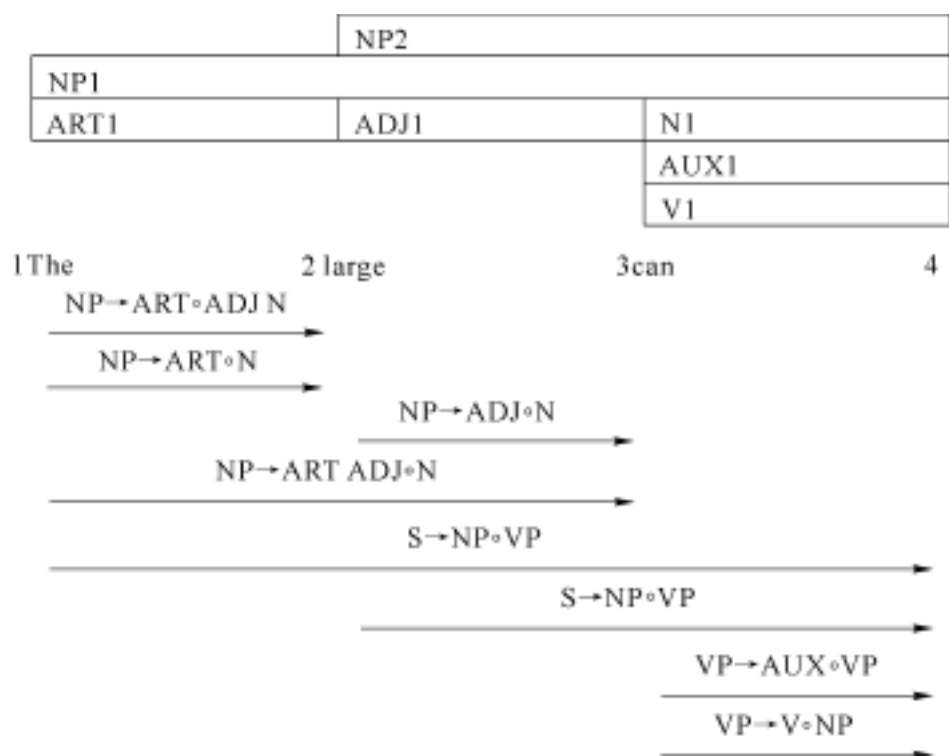 NP2
NP1
ART1 ADJ1 N1
AUX1
V1
1The 2 large 3can 4
NP→ART∘ADJ N
NP→ART∘N
NP→ADJ∘N
NP→ART ADJ∘N
S→NP∘VP
S→NP∘VP
VP→AUX∘VP
VP→V∘NP